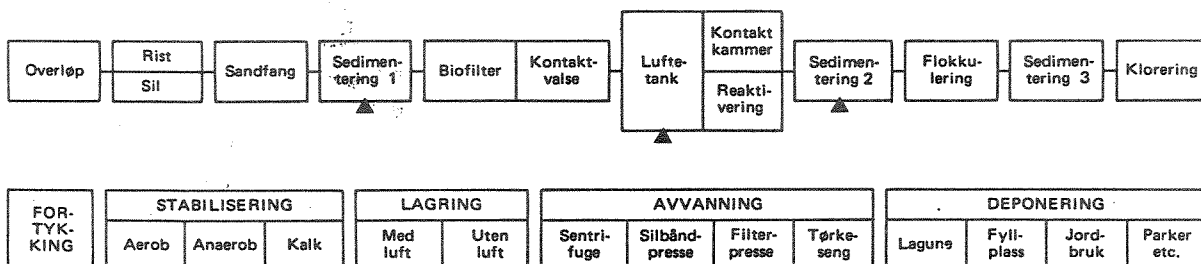 Overløp
Rist
Sil
Sandfang
Sedimen-
tering 1
Biofilter
Kontakt-
valse
Lufte-
tank
Kontakt
kammer
Reakti-
vering
Sedimen-
tering 2
Flokku-
lering
Sedimen-
tering 3
Klorering
FOR-
TYK-
KING
STABILISERING
Aerob
Anaerob
Kalk
LAGRING
Med
luft
Uten
luft
AVVANNING
Sentri-
fuge
Silbånd-
presse
Filter-
presse
Tørke-
seng
DEPONERING
Lagune
Fyll-
plass
Jord-
bruk
Parker
etc.